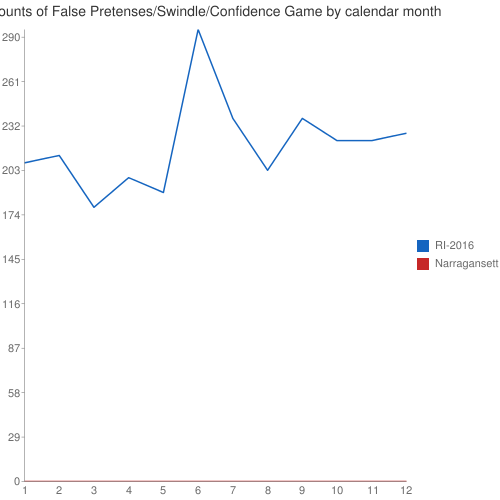 ounts of False Pretenses/Swindle/Confidence Game by calendar month
290
261
232
203
174
145
116
87
58
29
0
1 2 3 4 5 6 7 8 9 10 11 12
RI-2016
Narragansett